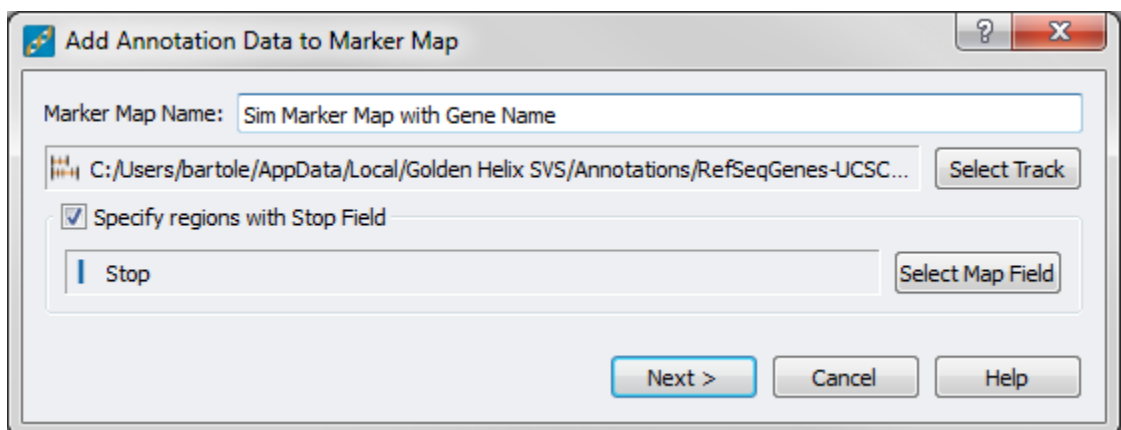 Add Annotation Data to Marker Map
Marker Map Name: Sim Marker Map with Gene Name
C:/Users/bartole/AppData/Local/Golden Helix SVS/Annotations/RefSeqGenes-UCSC... Select Track
Specify regions with Stop Field
Stop Select Map Field
Next > Cancel Help